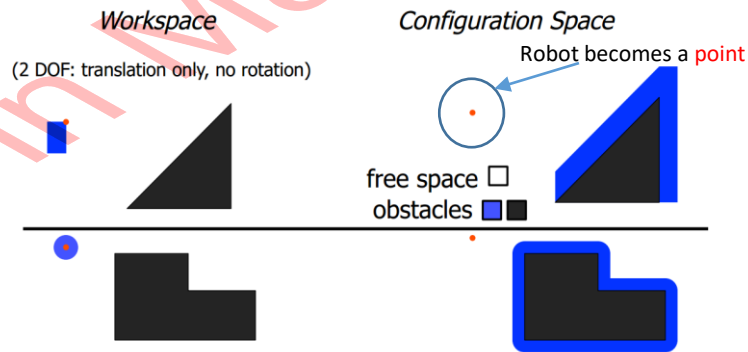 Workspace
Configuration Space
Robot becomes a point
(2 DOF: translation only, no rotation)
free space
obstacles